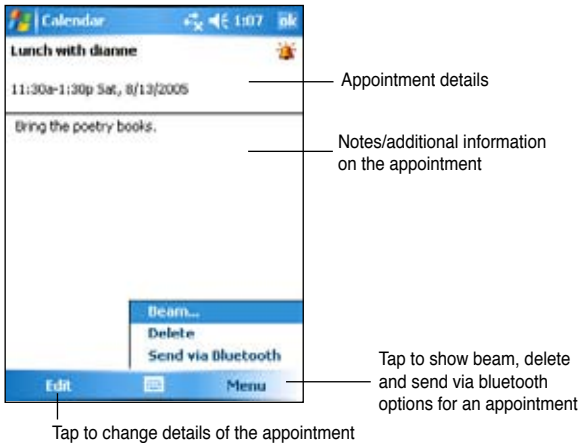 Calendar 1:07 ok
Lunch with dianne
11:30a-1:30p Sat, 8/13/2005
Appointment details
Bring the poetry books.
Notes/additional information
on the appointment
Beam...
Delete
Send via Bluetooth
Edit Menu
Tap to show beam, delete
and send via bluetooth
options for an appointment
Tap to change details of the appointment